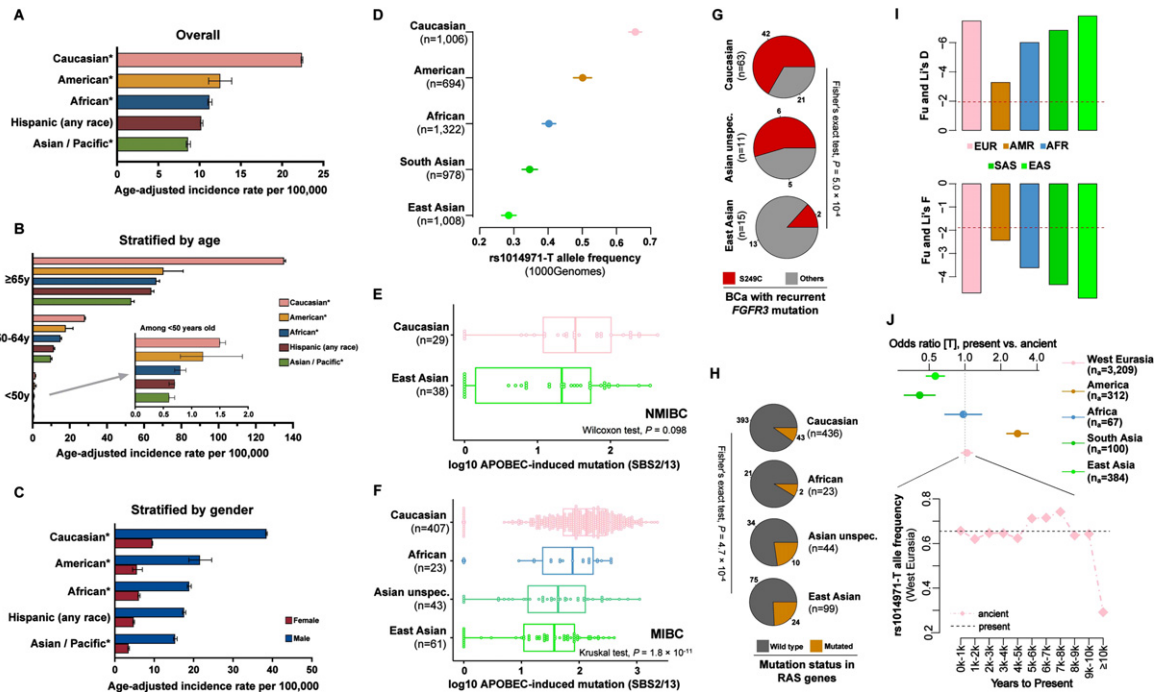 A
Overall
Caucasian*
American*
African*
Hispanic (any race)
Asian / Pacific*
0 5 10 15 20 25
Age-adjusted incidence rate per 100,000
B
Stratified by age
≥65y
50-64y
<50y
Caucasian*
American*
African*
Hispanic (any race)
Asian / Pacific*
Among <50 years old
0.0 0.5 1.0 1.5 2.0
0 20 40 60 80 100 120 140
Age-adjusted incidence rate per 100,000
C
Stratified by gender
Caucasian*
American*
African*
Hispanic (any race)
Asian / Pacific*
Female
Male
0 10 20 30 40 50
Age-adjusted incidence rate per 100,000
D
Caucasian
(n=1,006)
American
(n=694)
African
(n=1,322)
South Asian
(n=978)
East Asian
(n=1,008)
0.2 0.3 0.4 0.5 0.6 0.7
rs1014971-T allele frequency
(1000Genomes)
E
Caucasian
(n=29)
East Asian
(n=38)
NMIBC
Wilcoxon test, P = 0.098
0 1 2
log10 APOBEC-induced mutation (SBS2/13)
F
Caucasian
(n=407)
African
(n=23)
Asian unspec.
(n=43)
East Asian
(n=61)
MIBC
Kruskal test, P = 1.8 × 10⁻¹¹
0 1 2 3
log10 APOBEC-induced mutation (SBS2/13)
G
Caucasian
(n=63)
42
21
Asian unspec.
(n=11)
6
5
East Asian
(n=15)
2
13
Fisher's exact test, P = 5.0 × 10⁻⁴
S249C
Others
BCa with recurrent
FGFR3 mutation
H
393
43
Caucasian
(n=436)
21
2
African
(n=23)
34
10
Asian unspec.
(n=44)
75
24
East Asian
(n=99)
Fisher's exact test, P = 4.7 × 10⁻⁴
Wild type
Mutated
Mutation status in
RAS genes
I
Fu and Li's D
-6
-4
-2
0
EUR AMR AFR
SAS EAS
Fu and Li's F
0
-1
-2
-3
-4
-5
J
Odds ratio [T], present vs. ancient
0.5 1.0 2.0 4.0
West Eurasia
(nₐ=3,209)
America
(nₐ=312)
Africa
(nₐ=67)
South Asia
(nₐ=100)
East Asia
(nₐ=384)
rs1014971-T alle frequency
(West Eurasia)
0.8
0.6
0.4
0.2
ancient
present
0k-1k
1k-2k
2k-3k
3k-4k
4k-5k
5k-6k
6k-7k
7k-8k
8k-9k
9k-10k
≥10k
Years to Present